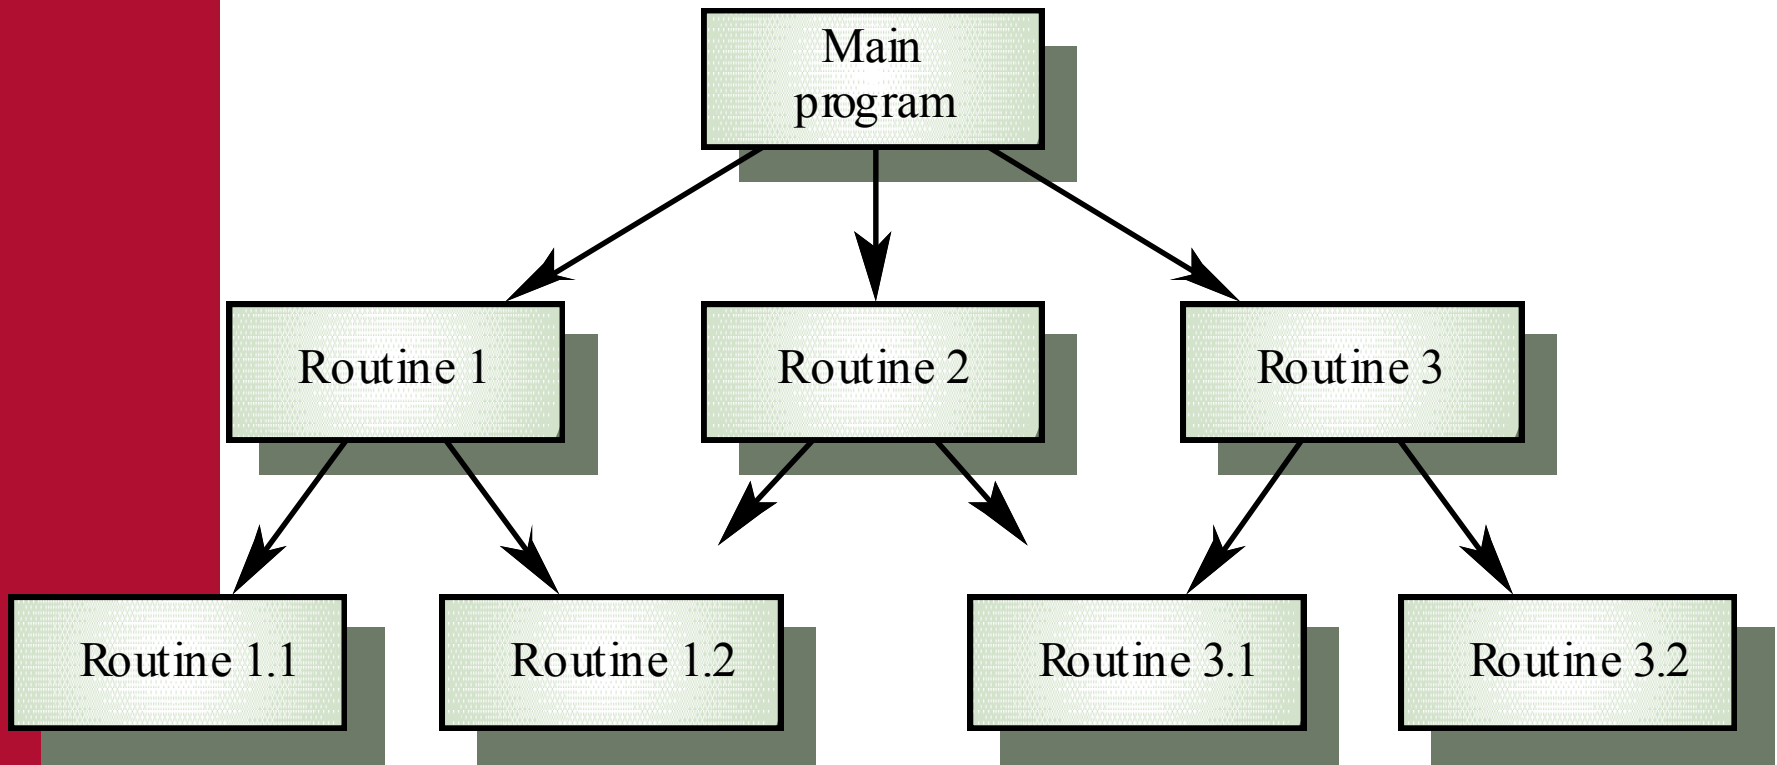 Main
program
Routine 1
Routine 2
Routine 3
Routine 1.1
Routine 1.2
Routine 3.1
Routine 3.2